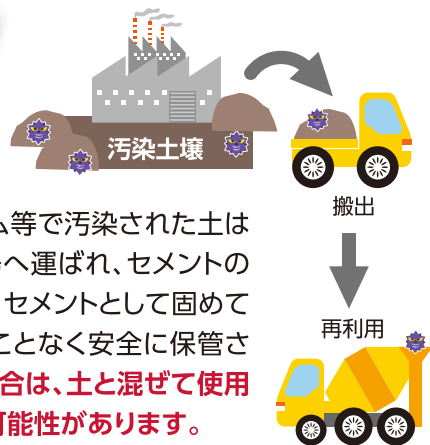 汚染土壌
搬出
再利用
ム等で汚染された土は
へ運ばれ、セメントの
セメントとして固めて
ことなく安全に保管さ
合は、土と混ぜて使用
可能性があります。